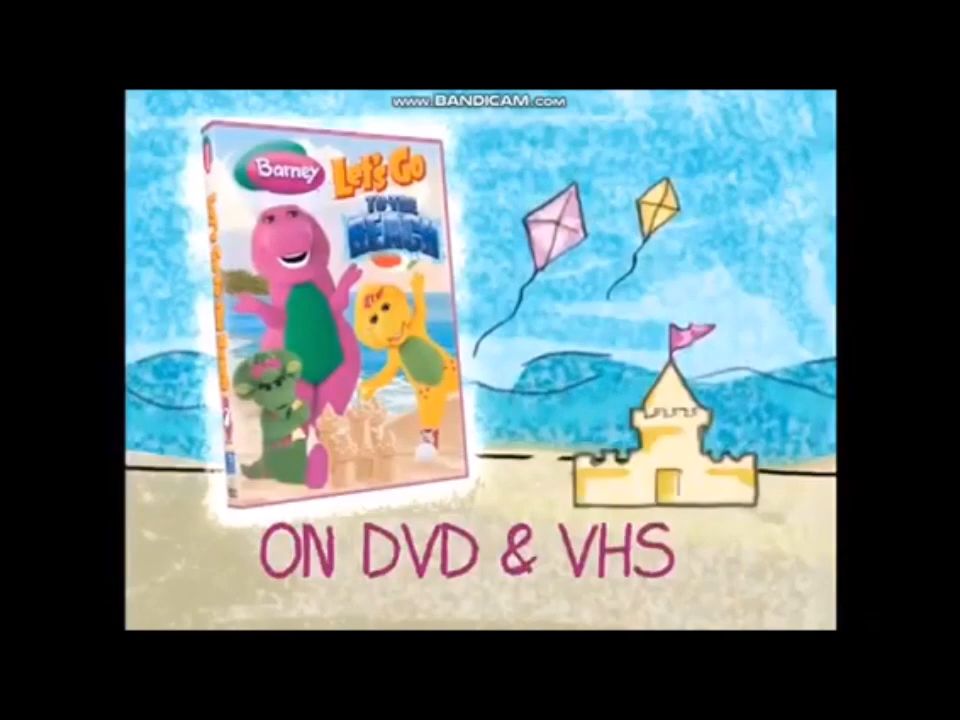 www.BANDICAM.com
Barney
Let's Go
TO THE
BEACH
ON DVD & VHS